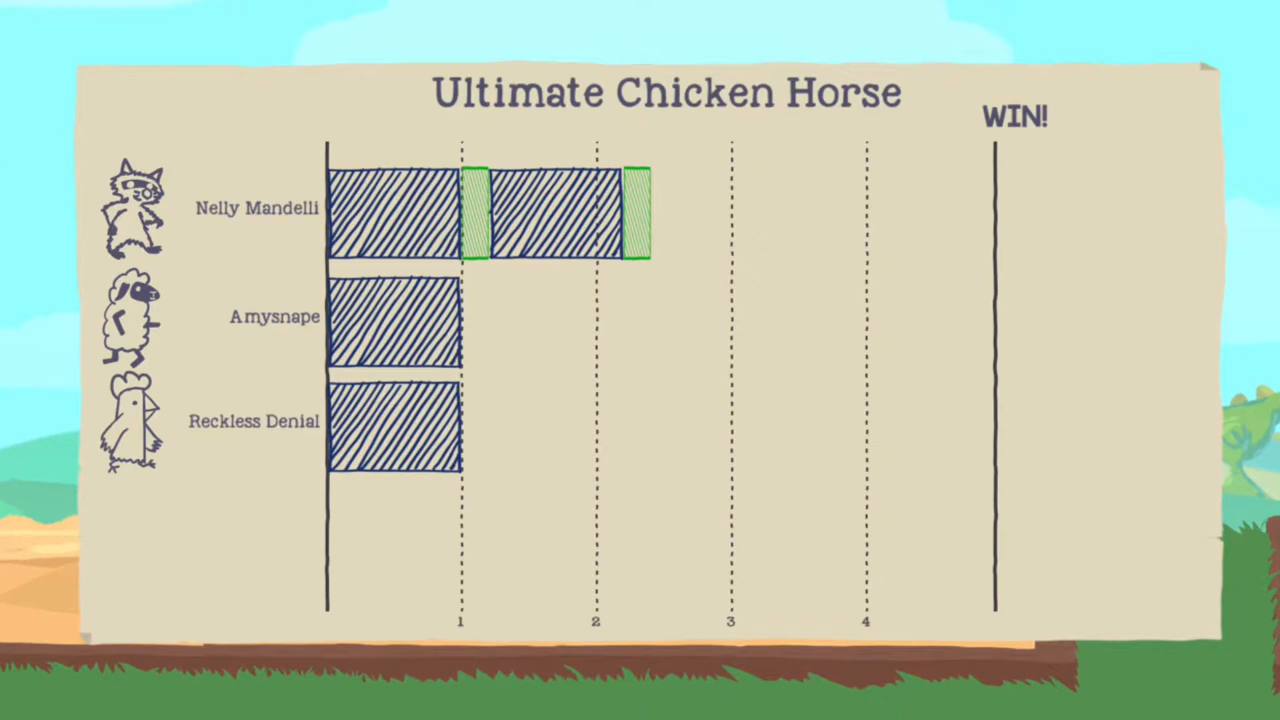 Ultimate Chicken Horse
WIN!
Nelly Mandelli
Amysnape
Reckless Denial
1 2 3 4